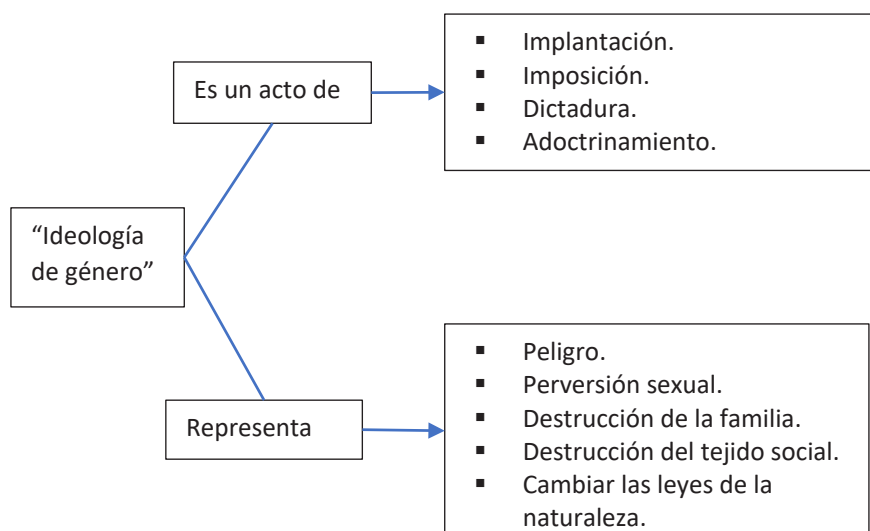 Es un acto de
▪ Implantación.
▪ Imposición.
▪ Dictadura.
▪ Adoctrinamiento.
“Ideología
de género”
Representa
▪ Peligro.
▪ Perversión sexual.
▪ Destrucción de la familia.
▪ Destrucción del tejido social.
▪ Cambiar las leyes de la
naturaleza.